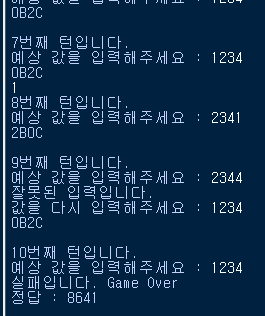 예상 값을 입력해주세요 : 1234
0B2C
7번째 턴입니다.
예상 값을 입력해주세요 : 1234
0B2C
1
8번째 턴입니다.
예상 값을 입력해주세요 : 2341
2B0C
9번째 턴입니다.
예상 값을 입력해주세요 : 2344
잘못된 입력입니다.
값을 다시 입력해주세요 : 1234
0B2C
10번째 턴입니다.
예상 값을 입력해주세요 : 1234
실패입니다. Game Over
정답 : 8641